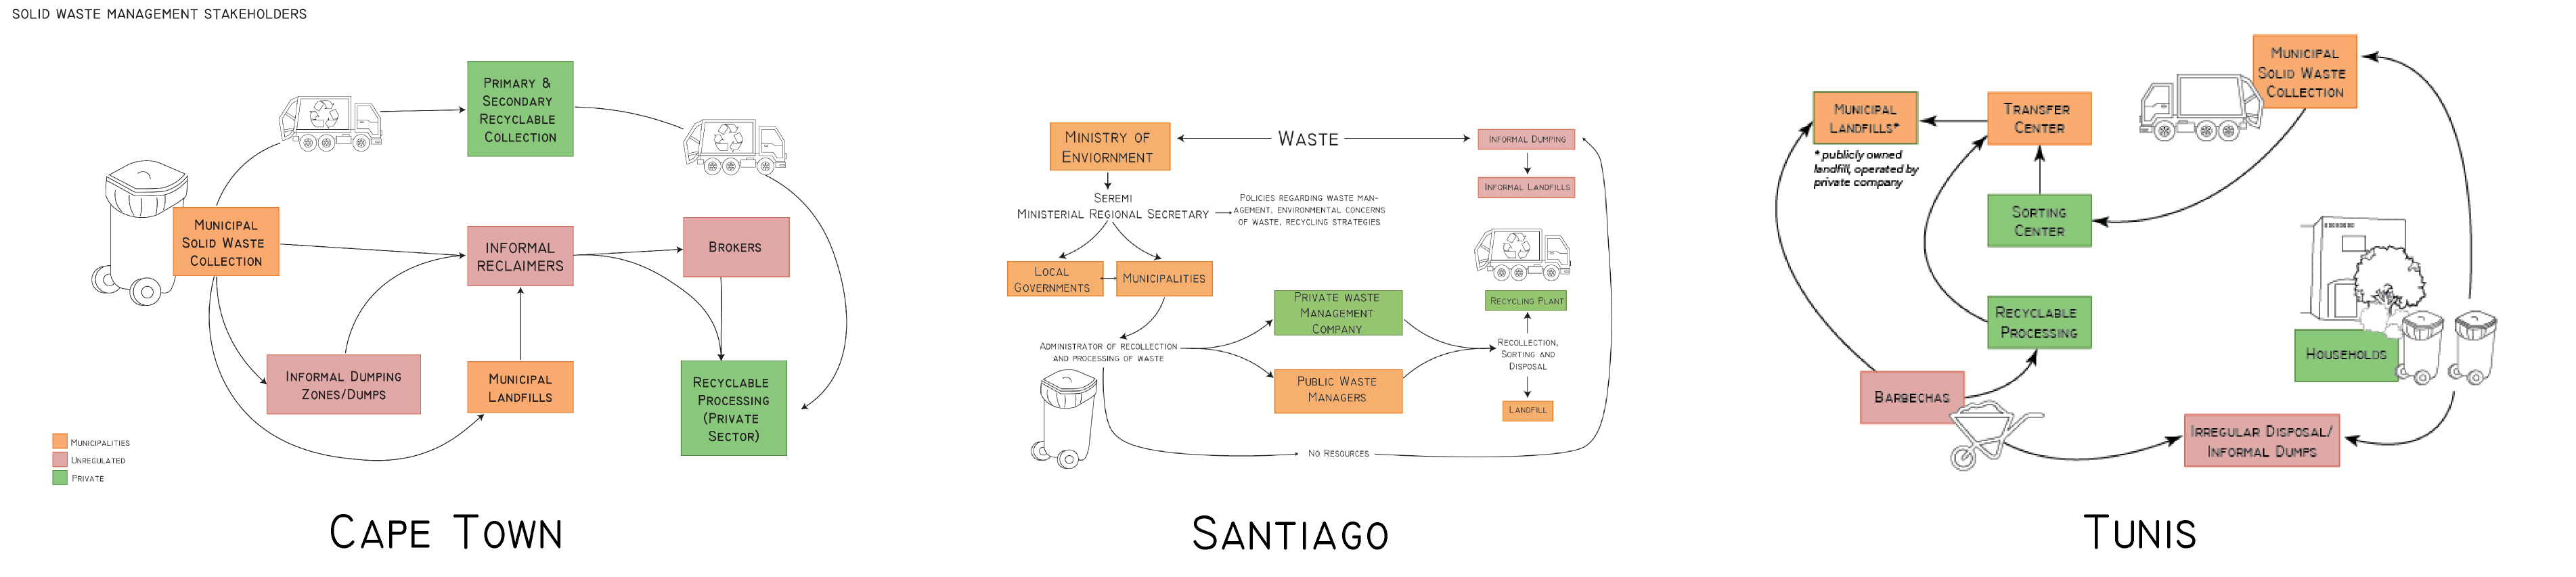 SOLID WASTE MANAGEMENT STAKEHOLDERS
PRIMARY &
SECONDARY
RECYCLABLE
COLLECTION
MUNICIPAL
SOLID WASTE
COLLECTION
INFORMAL
RECLAIMERS
BROKERS
INFORMAL DUMPING
ZONES/DUMPS
MUNICIPAL
LANDFILLS
RECYCLABLE
PROCESSING
(PRIVATE
SECTOR)
MUNICIPALITIES
UNREGULATED
PRIVATE
CAPE TOWN
WASTE
MINISTRY OF
ENVIORNMENT
INFORMAL DUMPING
INFORMAL LANDFILLS
SEREMI
MINISTERIAL REGIONAL SECRETARY
POLICIES REGARDING WASTE MAN-
AGEMENT, ENVIRONMENTAL CONCERNS
OF WASTE, RECYCLING STRATEGIES
LOCAL
GOVERNMENTS
MUNICIPALITIES
PRIVATE WASTE
MANAGEMENT
COMPANY
RECYCLING PLANT
ADMINISTRATOR OF RECOLLECTION
AND PROCESSING OF WASTE
RECOLLECTION,
SORTING AND
DISPOSAL
PUBLIC WASTE
MANAGERS
LANDFILL
NO RESOURCES
SANTIAGO
MUNICIPAL
SOLID WASTE
COLLECTION
MUNICIPAL
LANDFILLS*
* publicly owned
landfill, operated by
private company
TRANSFER
CENTER
SORTING
CENTER
RECYCLABLE
PROCESSING
HOUSEHOLDS
BARBECHAS
IRREGULAR DISPOSAL/
INFORMAL DUMPS
TUNIS